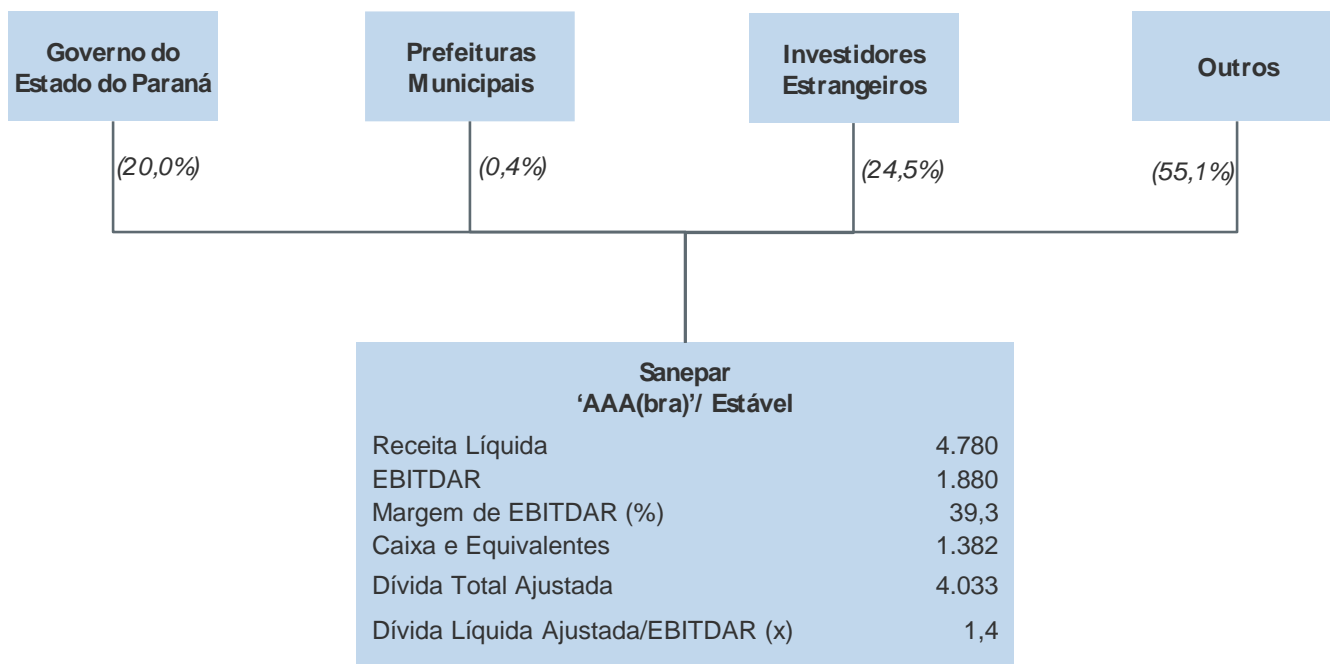 Governo do
Estado do Paraná
Prefeituras
Municipais
Investidores
Estrangeiros
Outros
(20,0%)
(0,4%)
(24,5%)
(55,1%)
Sanepar
‘AAA(bra)’/ Estável
Receita Líquida 4.780
EBITDAR 1.880
Margem de EBITDAR (%) 39,3
Caixa e Equivalentes 1.382
Dívida Total Ajustada 4.033
Dívida Líquida Ajustada/EBITDAR (x) 1,4